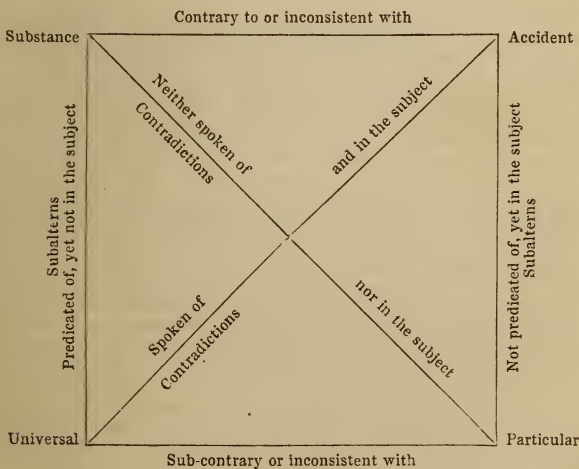 Contrary to or inconsistent with
Substance
Accident
Neither spoken of
Contradictions
and in the subject
Subalterns
Predicated of, yet not in the subject
Not predicated of, yet in the subject
Subalterns
Spoken of
Contradictions
nor in the subject
Universal
Particular
Sub-contrary or inconsistent with